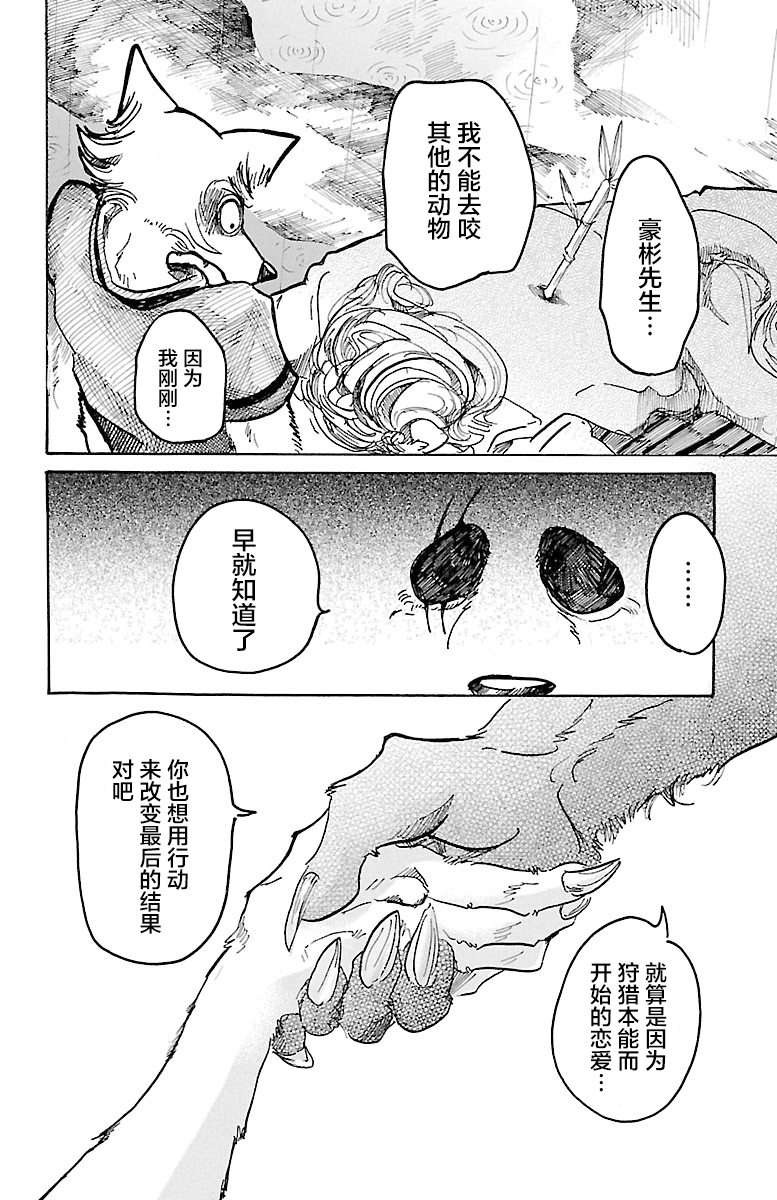 豪彬先生…
我不能去咬
其他的动物
因为
我刚刚…
……
早就知道了
就算是因为
狩猎本能而
开始的恋爱…
你也想用行动
来改变最后的结果
对吧